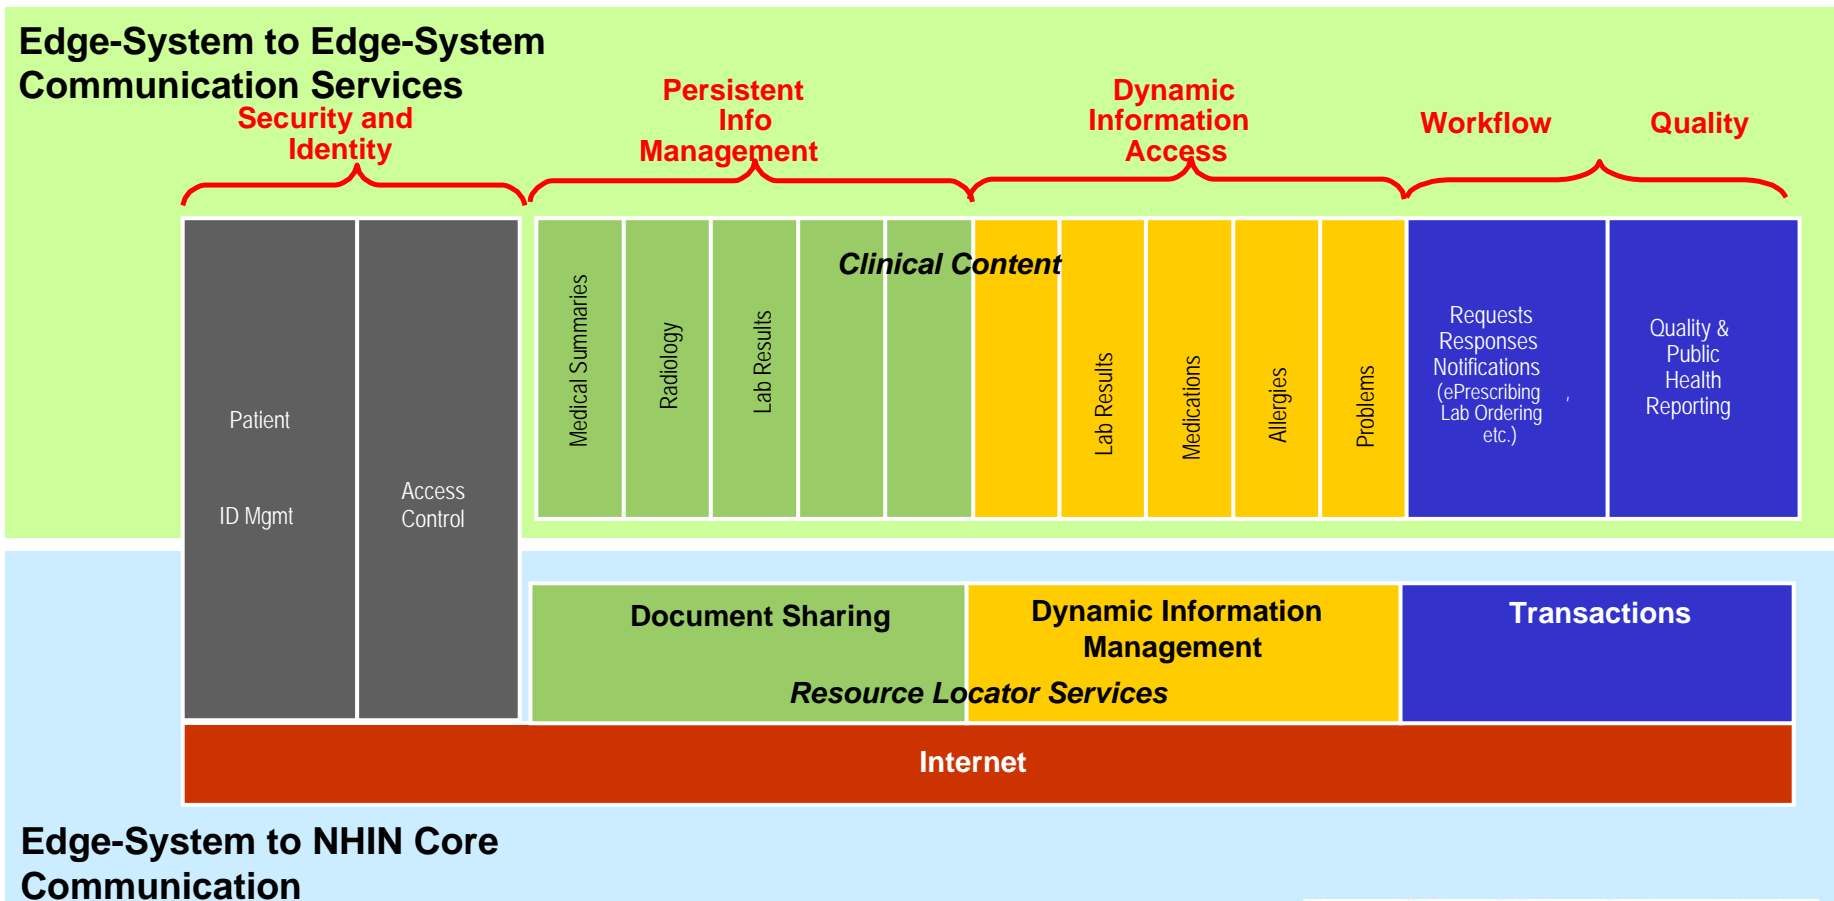 Edge-System to Edge-System
Communication Services
Security and
Identity
Persistent
Info
Management
Dynamic
Information
Access
Workflow
Quality
Clinical Content
Patient
ID Mgmt
Access
Control
Medical Summaries
Radiology
Lab Results
Lab Results
Medications
Allergies
Problems
Requests
Responses
Notifications
(ePrescribing ,
Lab Ordering
etc.)
Quality &
Public
Health
Reporting
Document Sharing
Dynamic Information
Management
Transactions
Resource Locator Services
Internet
Edge-System to NHIN Core
Communication